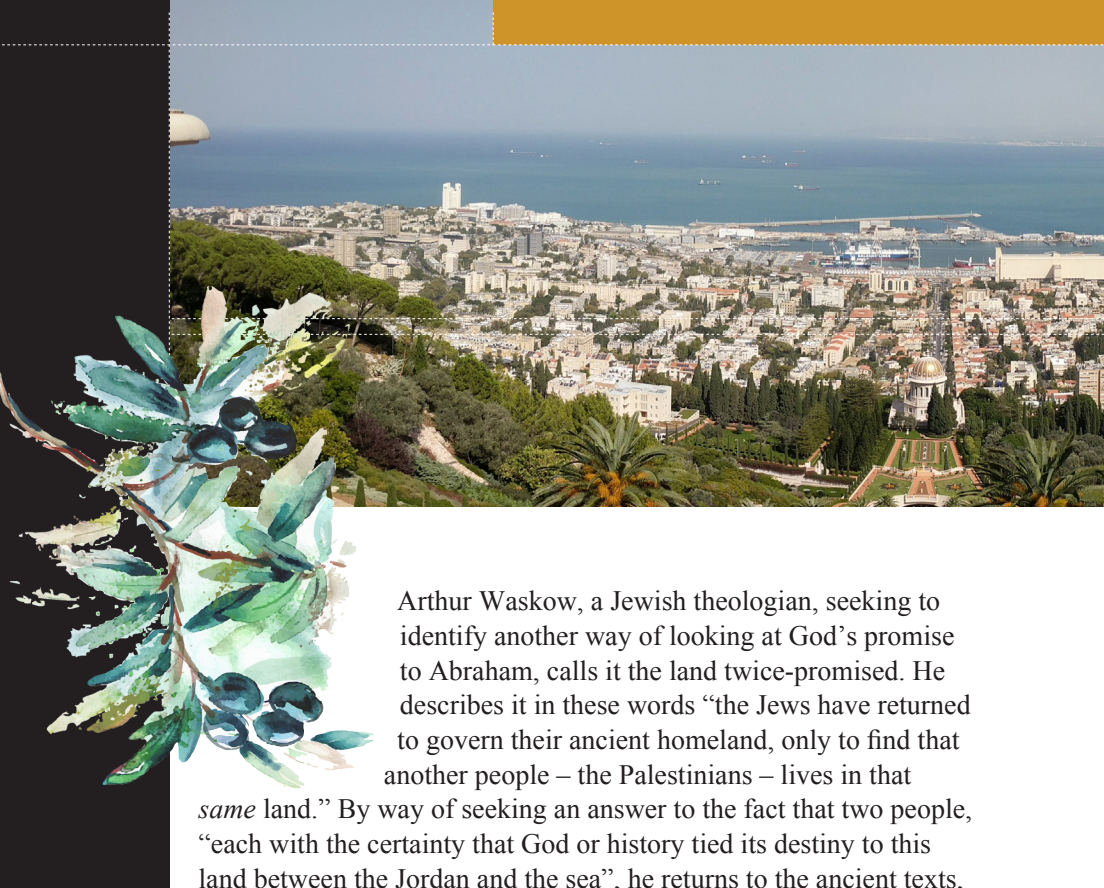 Arthur Waskow, a Jewish theologian, seeking to
identify another way of looking at God’s promise
to Abraham, calls it the land twice-promised. He
describes it in these words “the Jews have returned
to govern their ancient homeland, only to find that
another people – the Palestinians – lives in that
same land.” By way of seeking an answer to the fact that two people,
“each with the certainty that God or history tied its destiny to this
land between the Jordan and the sea”, he returns to the ancient texts.